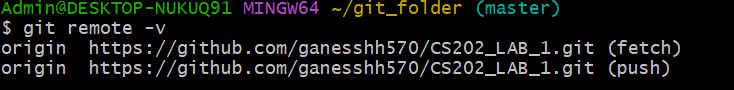 Admin@DESKTOP-NUKUQ91 MINGW64 ~/git_folder (master)
$ git remote -v
origin  https://github.com/ganesshh570/CS202_LAB_1.git (fetch)
origin  https://github.com/ganesshh570/CS202_LAB_1.git (push)